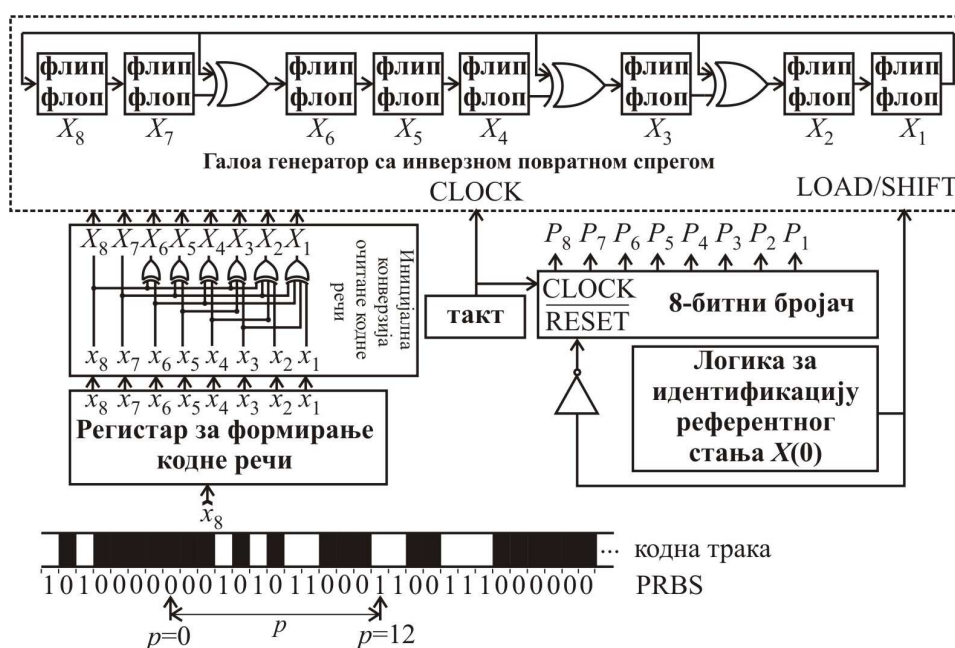 флип флоп
флип флоп
флип флоп
флип флоп
флип флоп
флип флоп
флип флоп
флип флоп
X8 X7 X6 X5 X4 X3 X2 X1
Галоа генератор са инверзном повратном спрегом
CLOCK
LOAD/SHIFT
X8 X7 X6 X5 X4 X3 X2 X1
Иницијална
конверзија
очитане кодне
речи
x8 x7 x6 x5 x4 x3 x2 x1
x8 x7 x6 x5 x4 x3 x2 x1
Регистар за формирање
кодне речи
x̂8
такт
P8 P7 P6 P5 P4 P3 P2 P1
CLOCK
RESET
8-битни бројач
Логика за
идентификацију
референтног
стања X(0)
... кодна трака
10100000001010110001100111000000 PRBS
p=0 p p=12